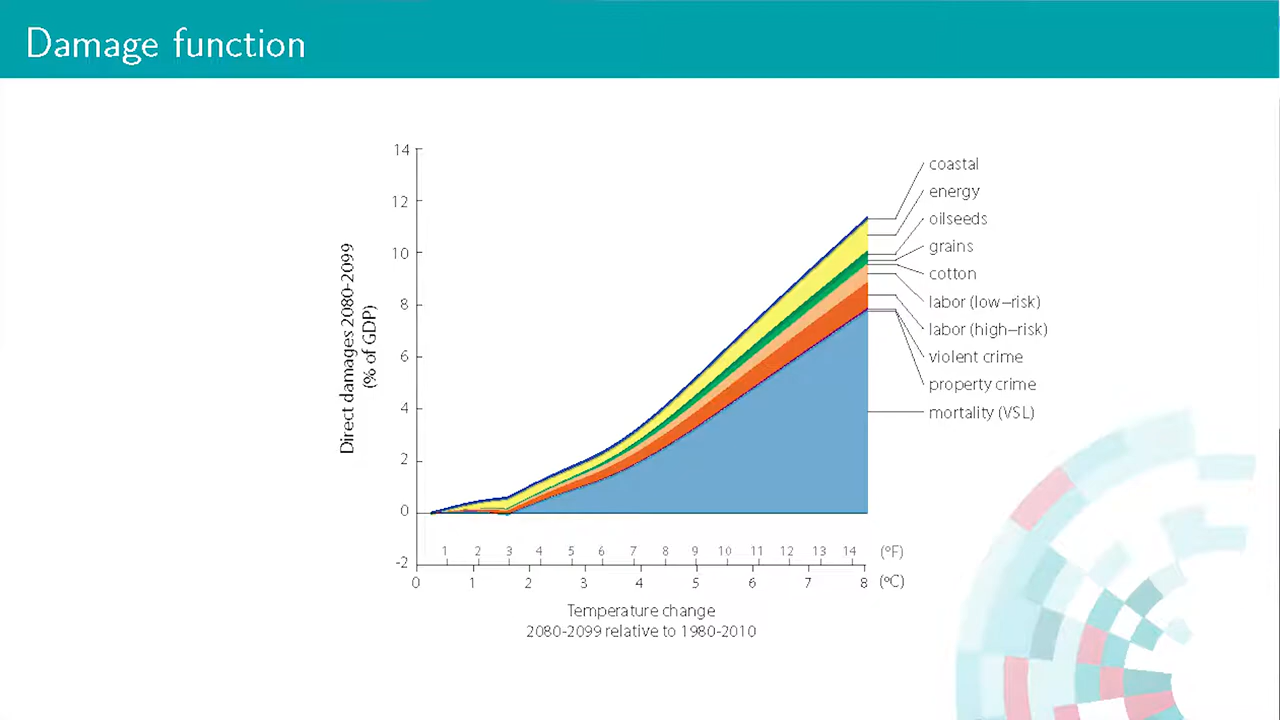 Damage function
14
12
10
8
6
4
2
0
-2
Direct damages 2080-2099
(% of GDP)
coastal
energy
oilseeds
grains
cotton
labor (low–risk)
labor (high–risk)
violent crime
property crime
mortality (VSL)
1 2 3 4 5 6 7 8 9 10 11 12 13 14 (ºF)
0 1 2 3 4 5 6 7 8 (ºC)
Temperature change
2080-2099 relative to 1980-2010